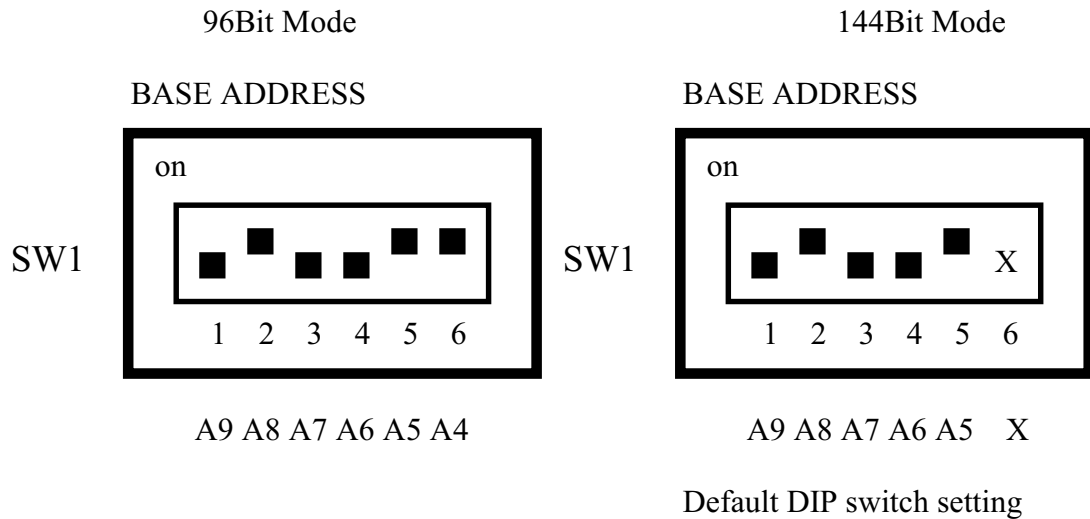 96Bit Mode
144Bit Mode
BASE ADDRESS
BASE ADDRESS
on
on
SW1
SW1
X
1 2 3 4 5 6
1 2 3 4 5 6
A9 A8 A7 A6 A5 A4
A9 A8 A7 A6 A5 X
Default DIP switch setting